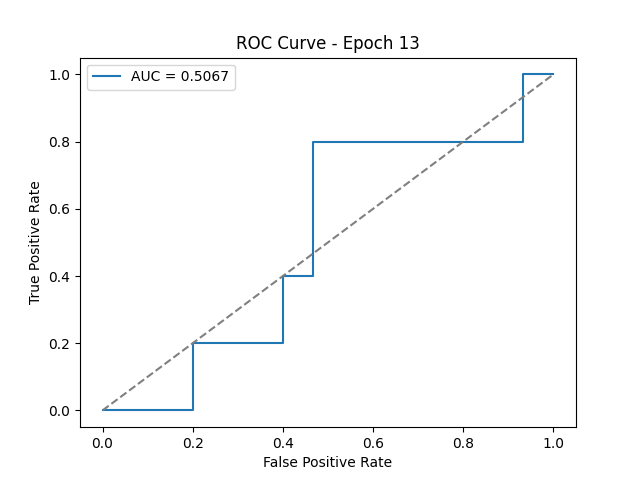 ROC Curve - Epoch 13
AUC = 0.5067
True Positive Rate
1.0
0.8
0.6
0.4
0.2
0.0
0.0 0.2 0.4 0.6 0.8 1.0
False Positive Rate